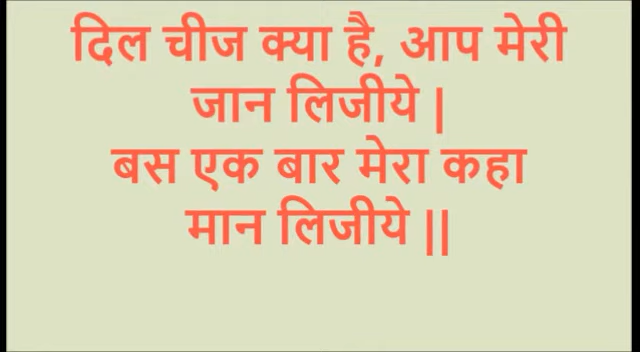 दिल चीज क्या है, आप मेरी
जान लिजीये |
बस एक बार मेरा कहा
मान लिजीये ||